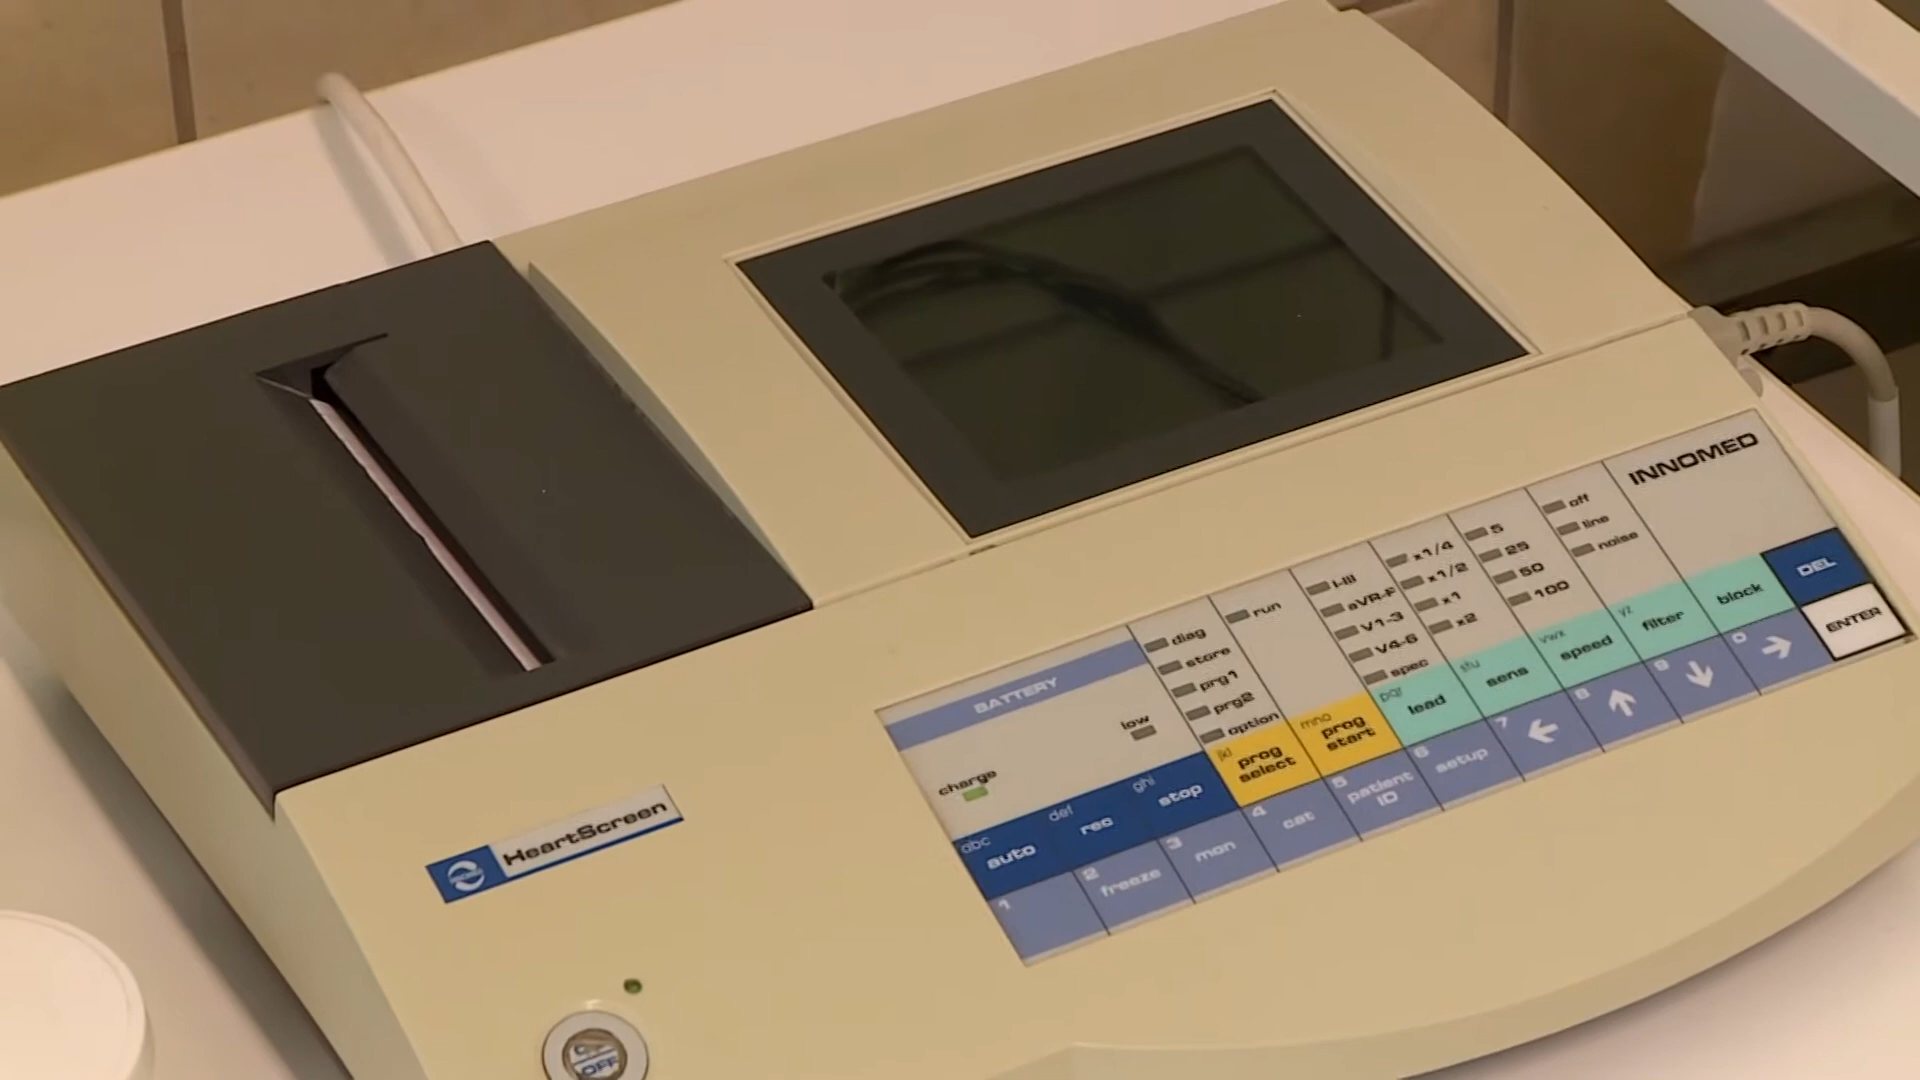 HeartScreen
OFF
INNOMED
BATTERY
low
charge
diag
store
prg1
prg2
option
run
I-III
aVR-F
V1-3
V4-6
spec
x1/4
x1/2
x1
x2
5
25
50
100
off
line
noise
abc
auto
def
rec
ghi
stop
jkl
prog
select
mno
prog
start
pqr
lead
stu
sens
vwx
speed
yz
filter
block
DEL
1
2
freeze
3
man
4
cat
5
patient
ID
6
setup
7
8
9
0
ENTER